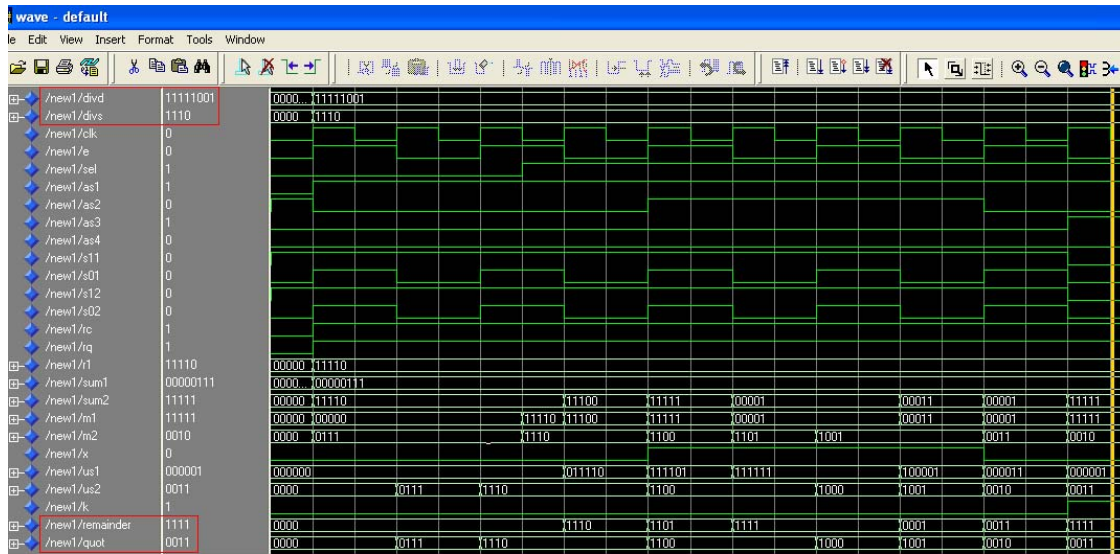 wave - default
le Edit View Insert Format Tools Window
/new1/divd 11111001 0000... 11111001
/new1/divs 1110 0000 1110
/new1/clk 0
/new1/e 0
/new1/sel 1
/new1/as1 1
/new1/as2 0
/new1/as3 1
/new1/as4 0
/new1/s11 0
/new1/s01 0
/new1/s12 0
/new1/s02 0
/new1/rc 1
/new1/rq 1
/new1/r1 11110 00000 11110
/new1/sum1 00000111 0000... 00000111
/new1/sum2 11111 00000 11110 11100 11111 00001 00011 00001 11111
/new1/m1 11111 00000 00000 11110 11100 11111 00001 00011 00001 11111
/new1/m2 0010 0000 0111 1110 1100 1101 1001 0011 0010
/new1/x 0
/new1/us1 000001 000000 011110 111101 111111 100001 000011 000001
/new1/us2 0011 0000 0111 1110 1100 1000 1001 0010 0011
/new1/k 1
/new1/remainder 1111 0000 1110 1101 1111 0001 0011 1111
/new1/quot 0011 0000 0111 1110 1100 1000 1001 0010 0011